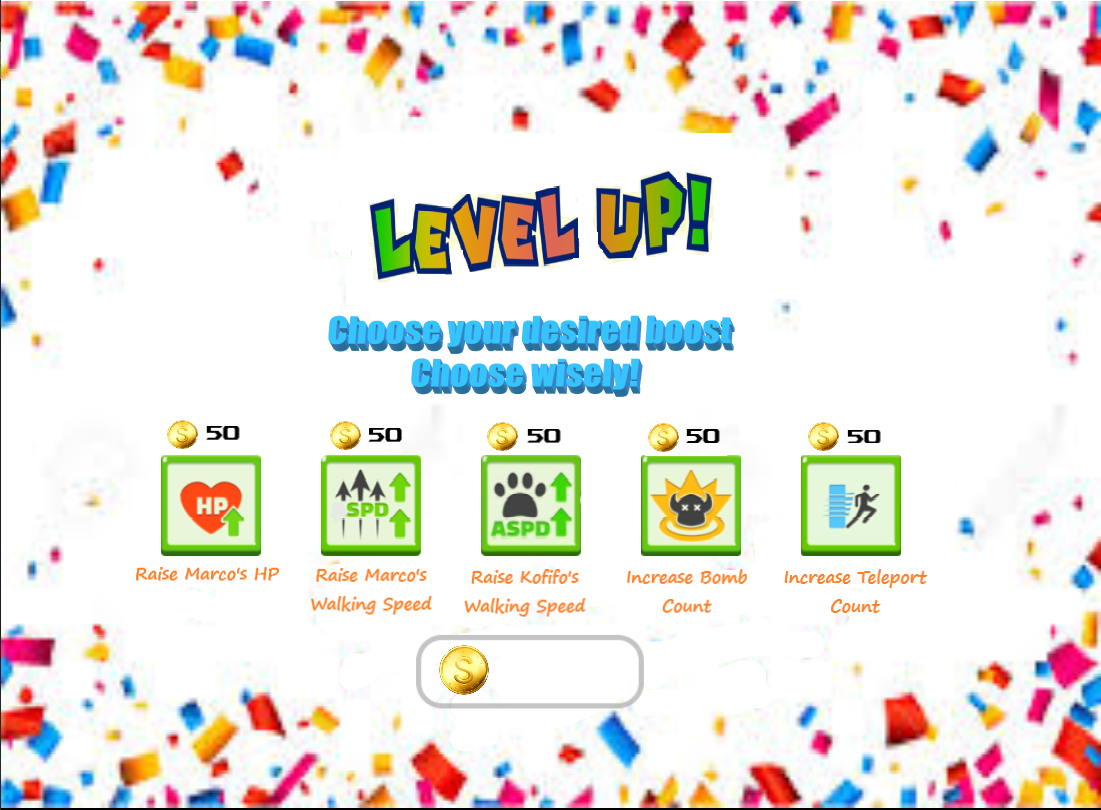 LEVEL UP!
Choose your desired boost
Choose wisely!
S 50 S 50 S 50 S 50 S 50
HP SPD ASPD
Raise Marco's HP
Raise Marco's
Walking Speed
Raise Kofifo's
Walking Speed
Increase Bomb
Count
Increase Teleport
Count
S